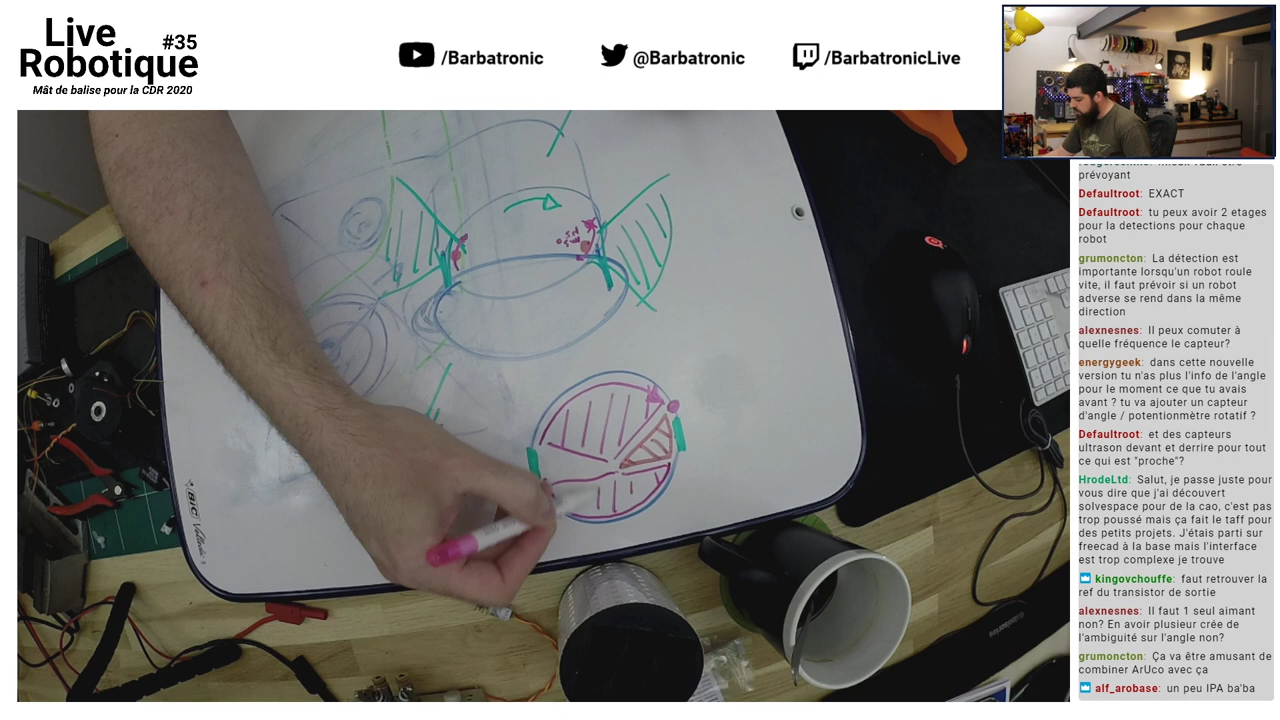 Live
Robotique #35
Mât de balise pour la CDR 2020
/Barbatronic
@Barbatronic
/BarbatronicLive
prévoyant
Defaultroot: EXACT
Defaultroot: tu peux avoir 2 etages
pour la detections pour chaque
robot
grumoncton: La détection est
importante lorsqu'un robot roule
vite, il faut prévoir si un robot
adverse se rend dans la même
direction
alexnesnes: Il peux comuter à
quelle fréquence le capteur?
energygeek: dans cette nouvelle
version tu n'as plus l'info de l'angle
pour le moment ce que tu avais
avant ? tu va ajouter un capteur
d'angle / potentionmètre rotatif ?
Defaultroot: et des capteurs
ultrason devant et derrire pour tout
ce qui est "proche"?
HrodeLtd: Salut, je passe juste pour
vous dire que j'ai découvert
solvespace pour de la cao, c'est pas
trop poussé mais ça fait le taff pour
des petits projets. J'étais parti sur
freecad à la base mais l'interface
est trop complexe je trouve
kingovchouffe: faut retrouver la
ref du transistor de sortie
alexnesnes: Il faut 1 seul aimant
non? En avoir plusieur crée de
l'ambiguité sur l'angle non?
grumoncton: Ça va être amusant de
combiner ArUco avec ça
alf_arobase: un peu IPA ba'ba
BIC Velleda